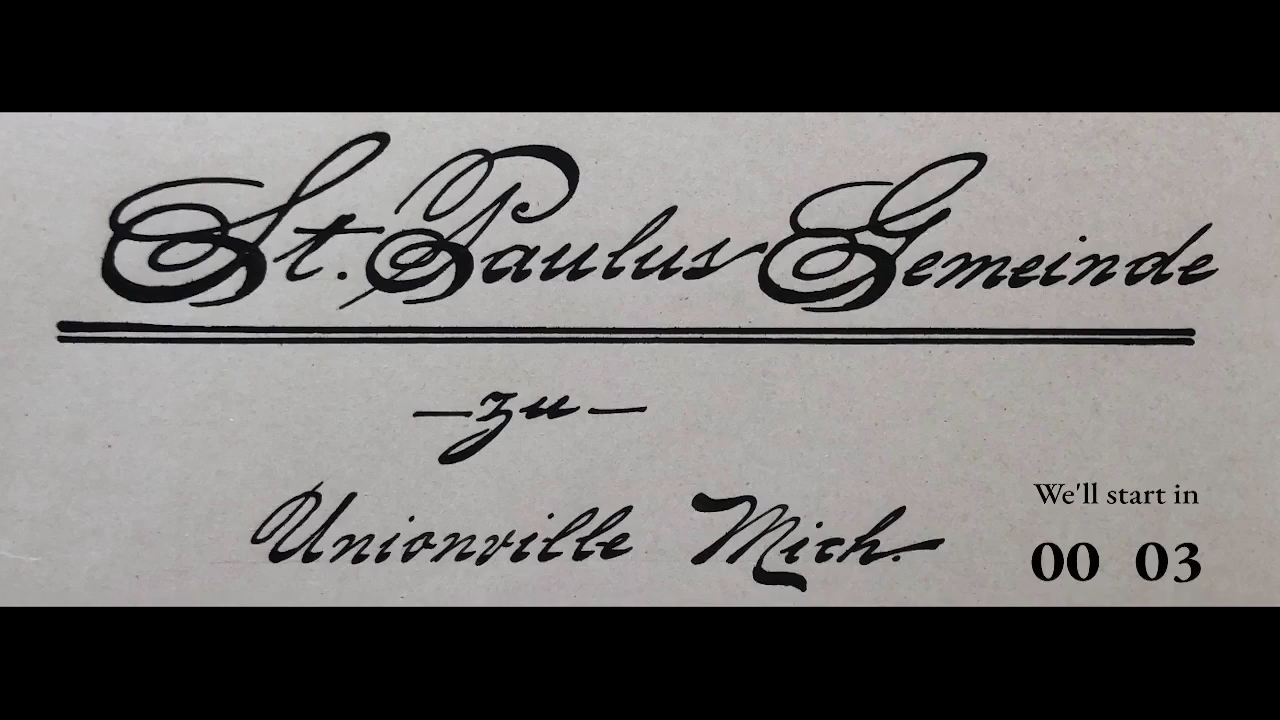 St. Paulus Gemeinde
— zu —
Unionville Mich.
We'll start in
00 03